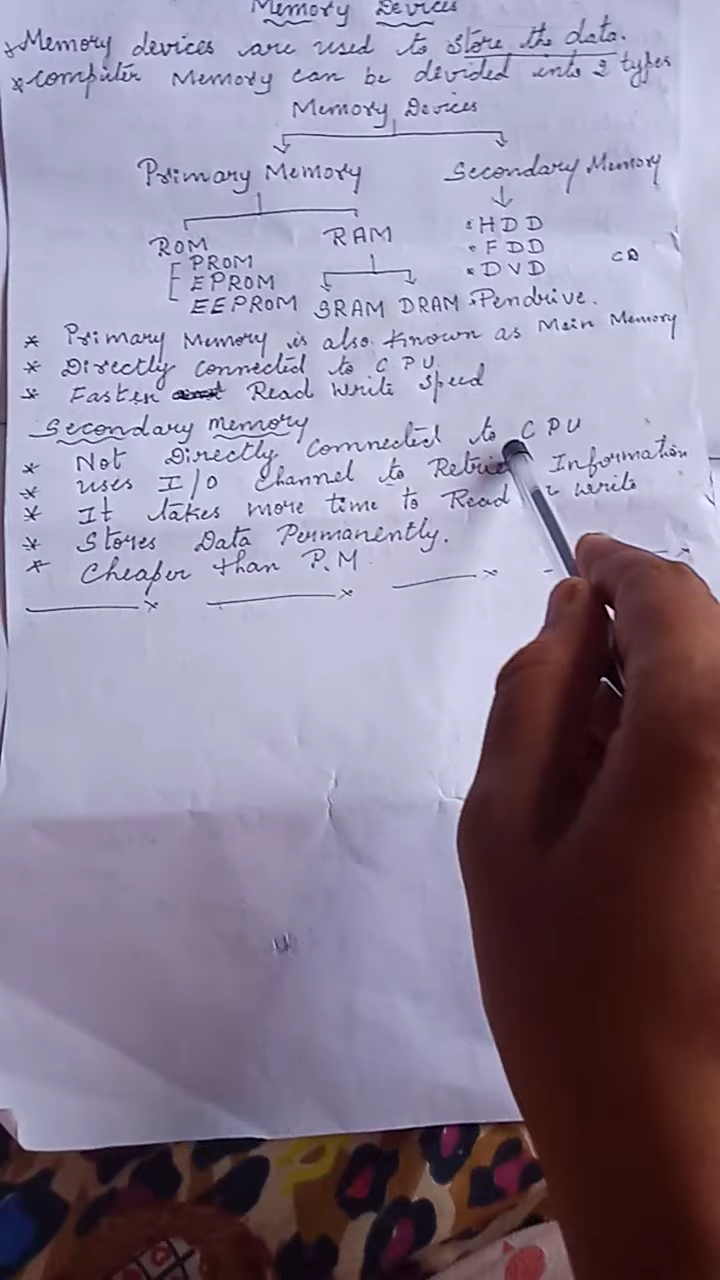 Memory Devices
* Memory devices are used to store the data.
* Computer Memory can be divided into 2 types
Memory Devices
Primary Memory Secondary Memory
ROM RAM
PROM
EPROM
EEPROM SRAM DRAM
* HDD
* FDD
* DVD CD
* Pendrive.
* Primary Memory is also known as Main Memory
* Directly connected to CPU.
* Faster Read Write Speed
Secondary memory
* Not Directly Connected to CPU
* Uses I/O channel to Information
* It takes more time to Read write
* Stores Data Permanently.
* Cheaper than P.M.